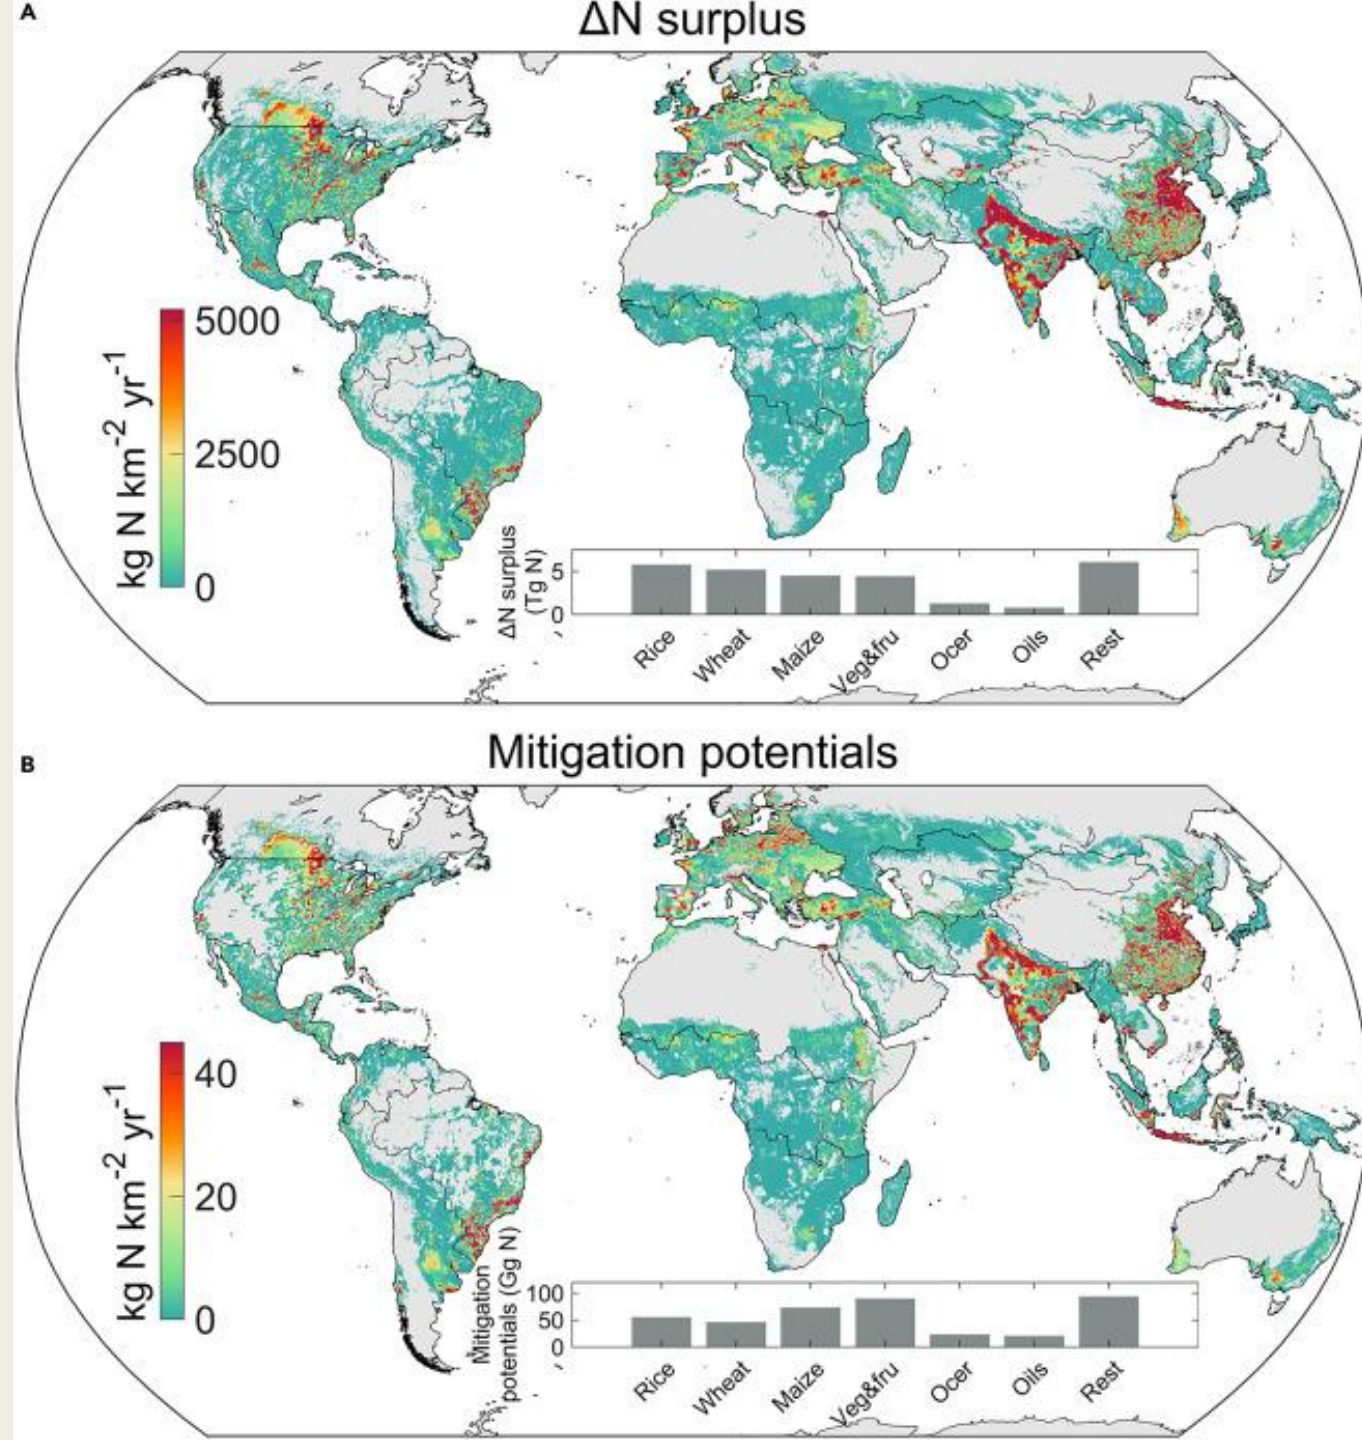 A
ΔN surplus
kg N km-2 yr-1
5000
2500
0
ΔN surplus
(Tg N)
5
0
Rice
Wheat
Maize
Veg&fru
Ocer
Oils
Rest
B
Mitigation potentials
kg N km-2 yr-1
40
20
0
Mitigation
potentials (Gg N)
100
50
0
Rice
Wheat
Maize
Veg&fru
Ocer
Oils
Rest